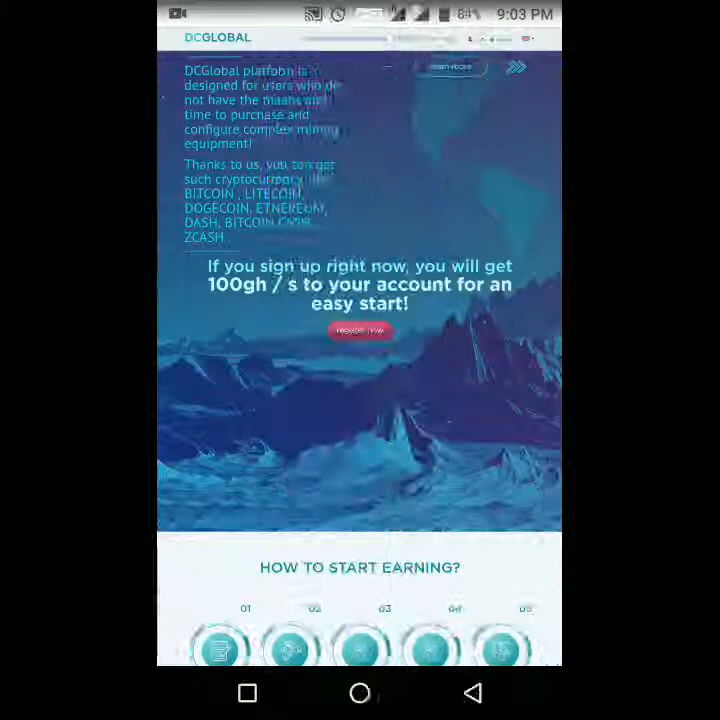 84% 9:03 PM
DCGLOBAL
DCGlobal platform is
designed for users who do
not have the means and
time to purchase and
configure complex mining
equipment!
Thanks to us, you can get
such cryptocurrency
BITCOIN , LITECOIN,
DOGECOIN, ETHEREUM,
DASH, BITCOIN CASH
ZCASH
If you sign up right now, you will get
100gh / s to your account for an
easy start!
REGISTER NOW
HOW TO START EARNING?
01 02 03 04 05